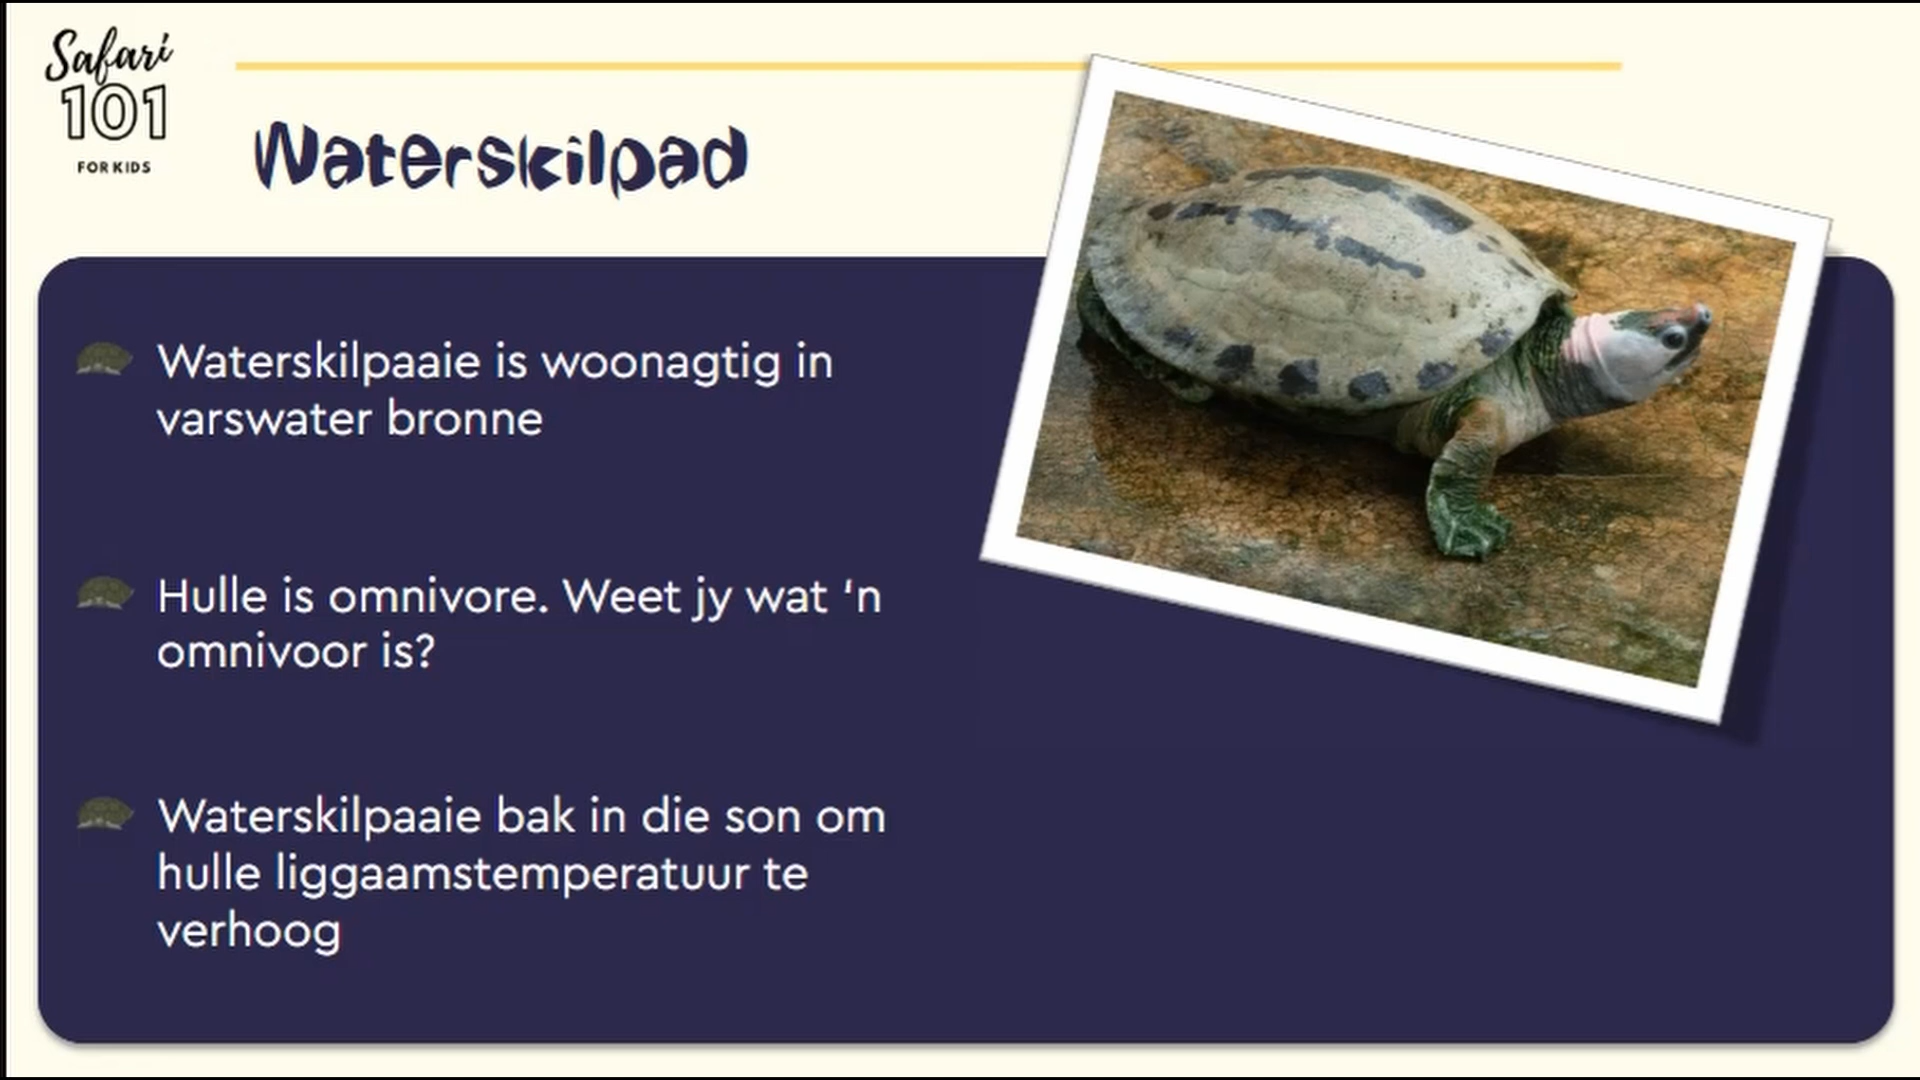 Safari
101
FOR KIDS
Waterskilpad
Waterskilpaaie is woonagtig in
varswater bronne
Hulle is omnivore. Weet jy wat ‘n
omnivoor is?
Waterskilpaaie bak in die son om
hulle liggaamstemperatuur te
verhoog